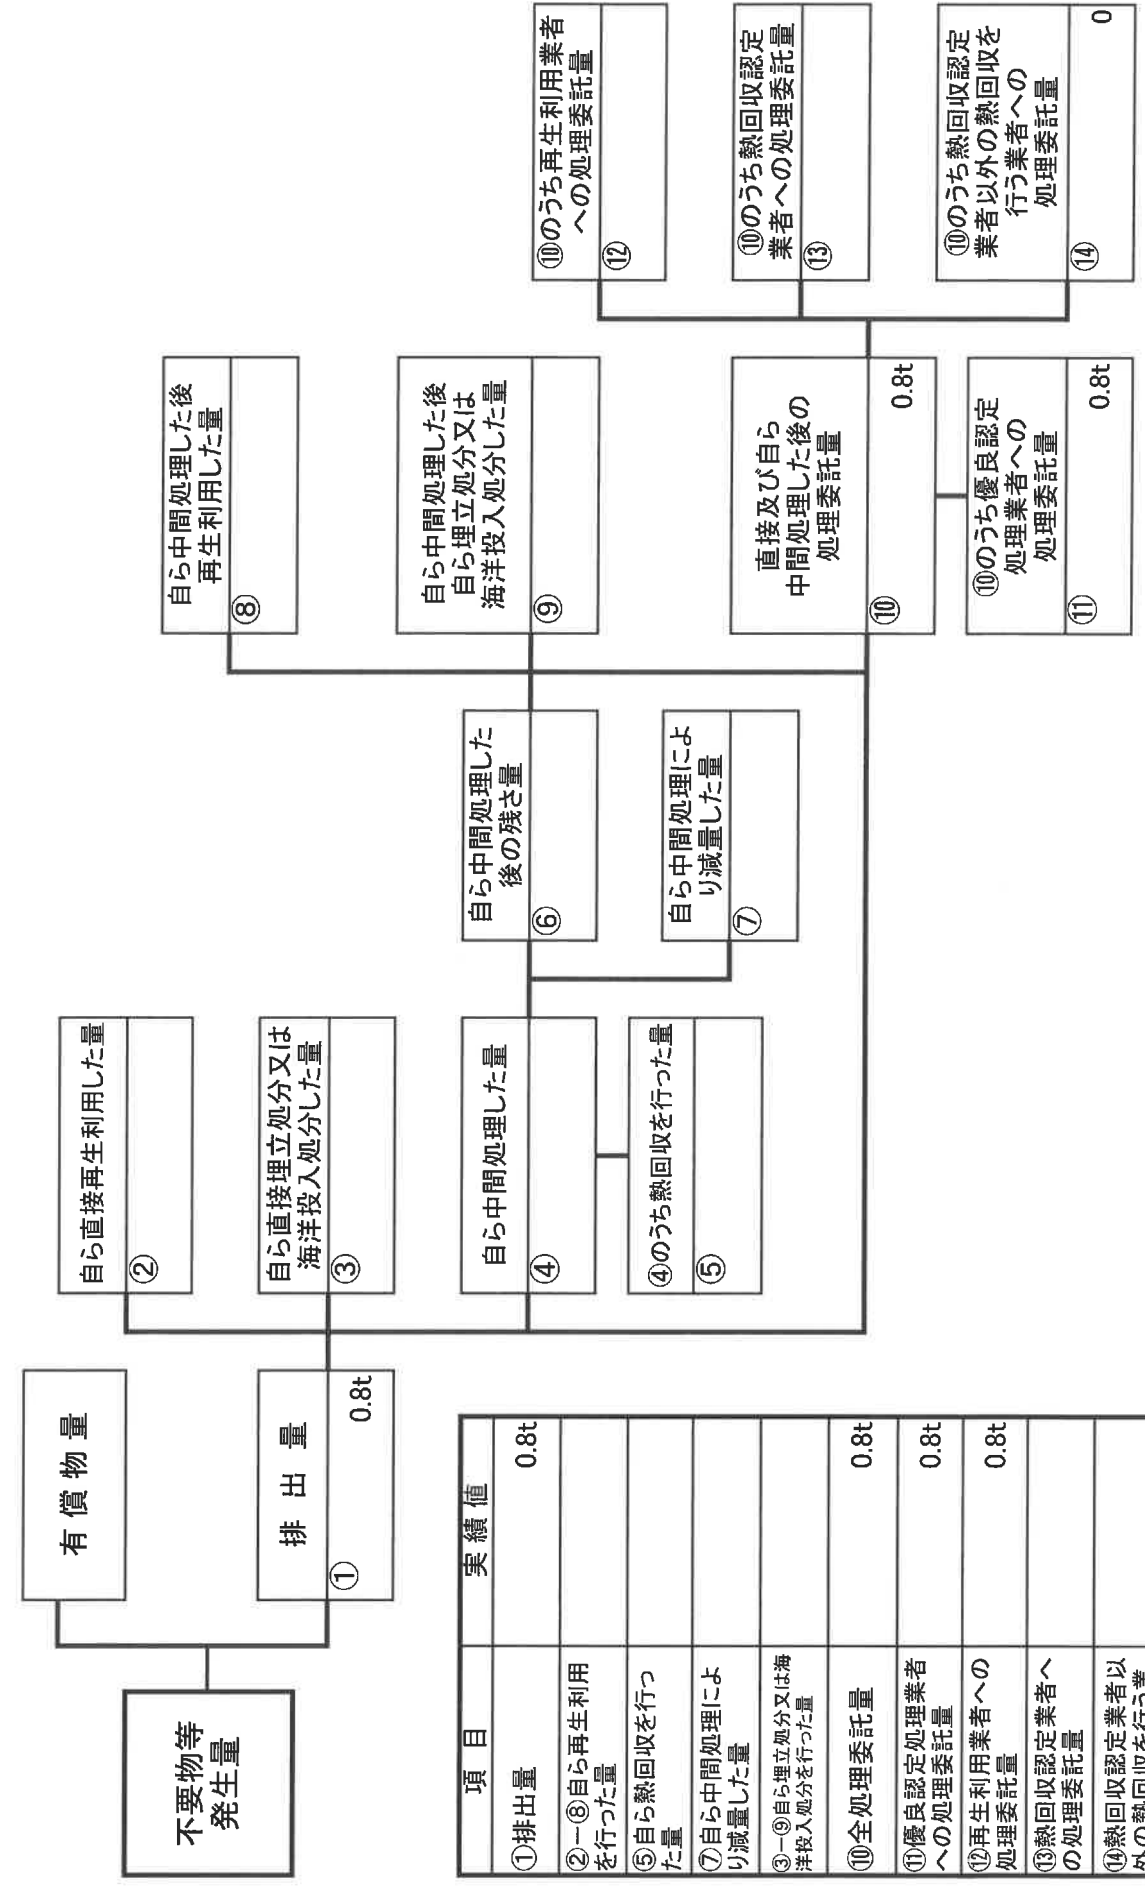 不要物等
発生量
有償物量
排出量
①
0.8t
自ら直接再生利用した量
②
自ら直接埋立処分又は
海洋投入処分した量
③
自ら中間処理した量
④
④のうち熱回収を行った量
⑤
自ら中間処理した
後の残さ量
⑥
自ら中間処理によ
り減量した量
⑦
自ら中間処理した後
再生利用した量
⑧
自ら中間処理した後
自ら埋立処分又は
海洋投入処分した量
⑨
直接及び自ら
中間処理した後の
処理委託量
⑩
0.8t
⑩のうち優良認定
処理業者への
処理委託量
⑪
0.8t
⑩のうち再生利用業者
への処理委託量
⑫
⑩のうち熱回収認定
業者への処理委託量
⑬
⑩のうち熱回収認定
業者以外の熱回収を
行う業者への
処理委託量
⑭
0
項目
実績値
①排出量
0.8t
②ー⑧自ら再生利用
を行った量
⑤自ら熱回収を行っ
た量
⑦自ら中間処理によ
り減量した量
③ー⑨自ら埋立処分又は海
洋投入処分を行った量
⑩全処理委託量
0.8t
⑪優良認定処理業者
への処理委託量
0.8t
⑫再生利用業者への
処理委託量
0.8t
⑬熱回収認定業者へ
の処理委託量
⑭熱回収認定業者以
外の熱回収を行う業